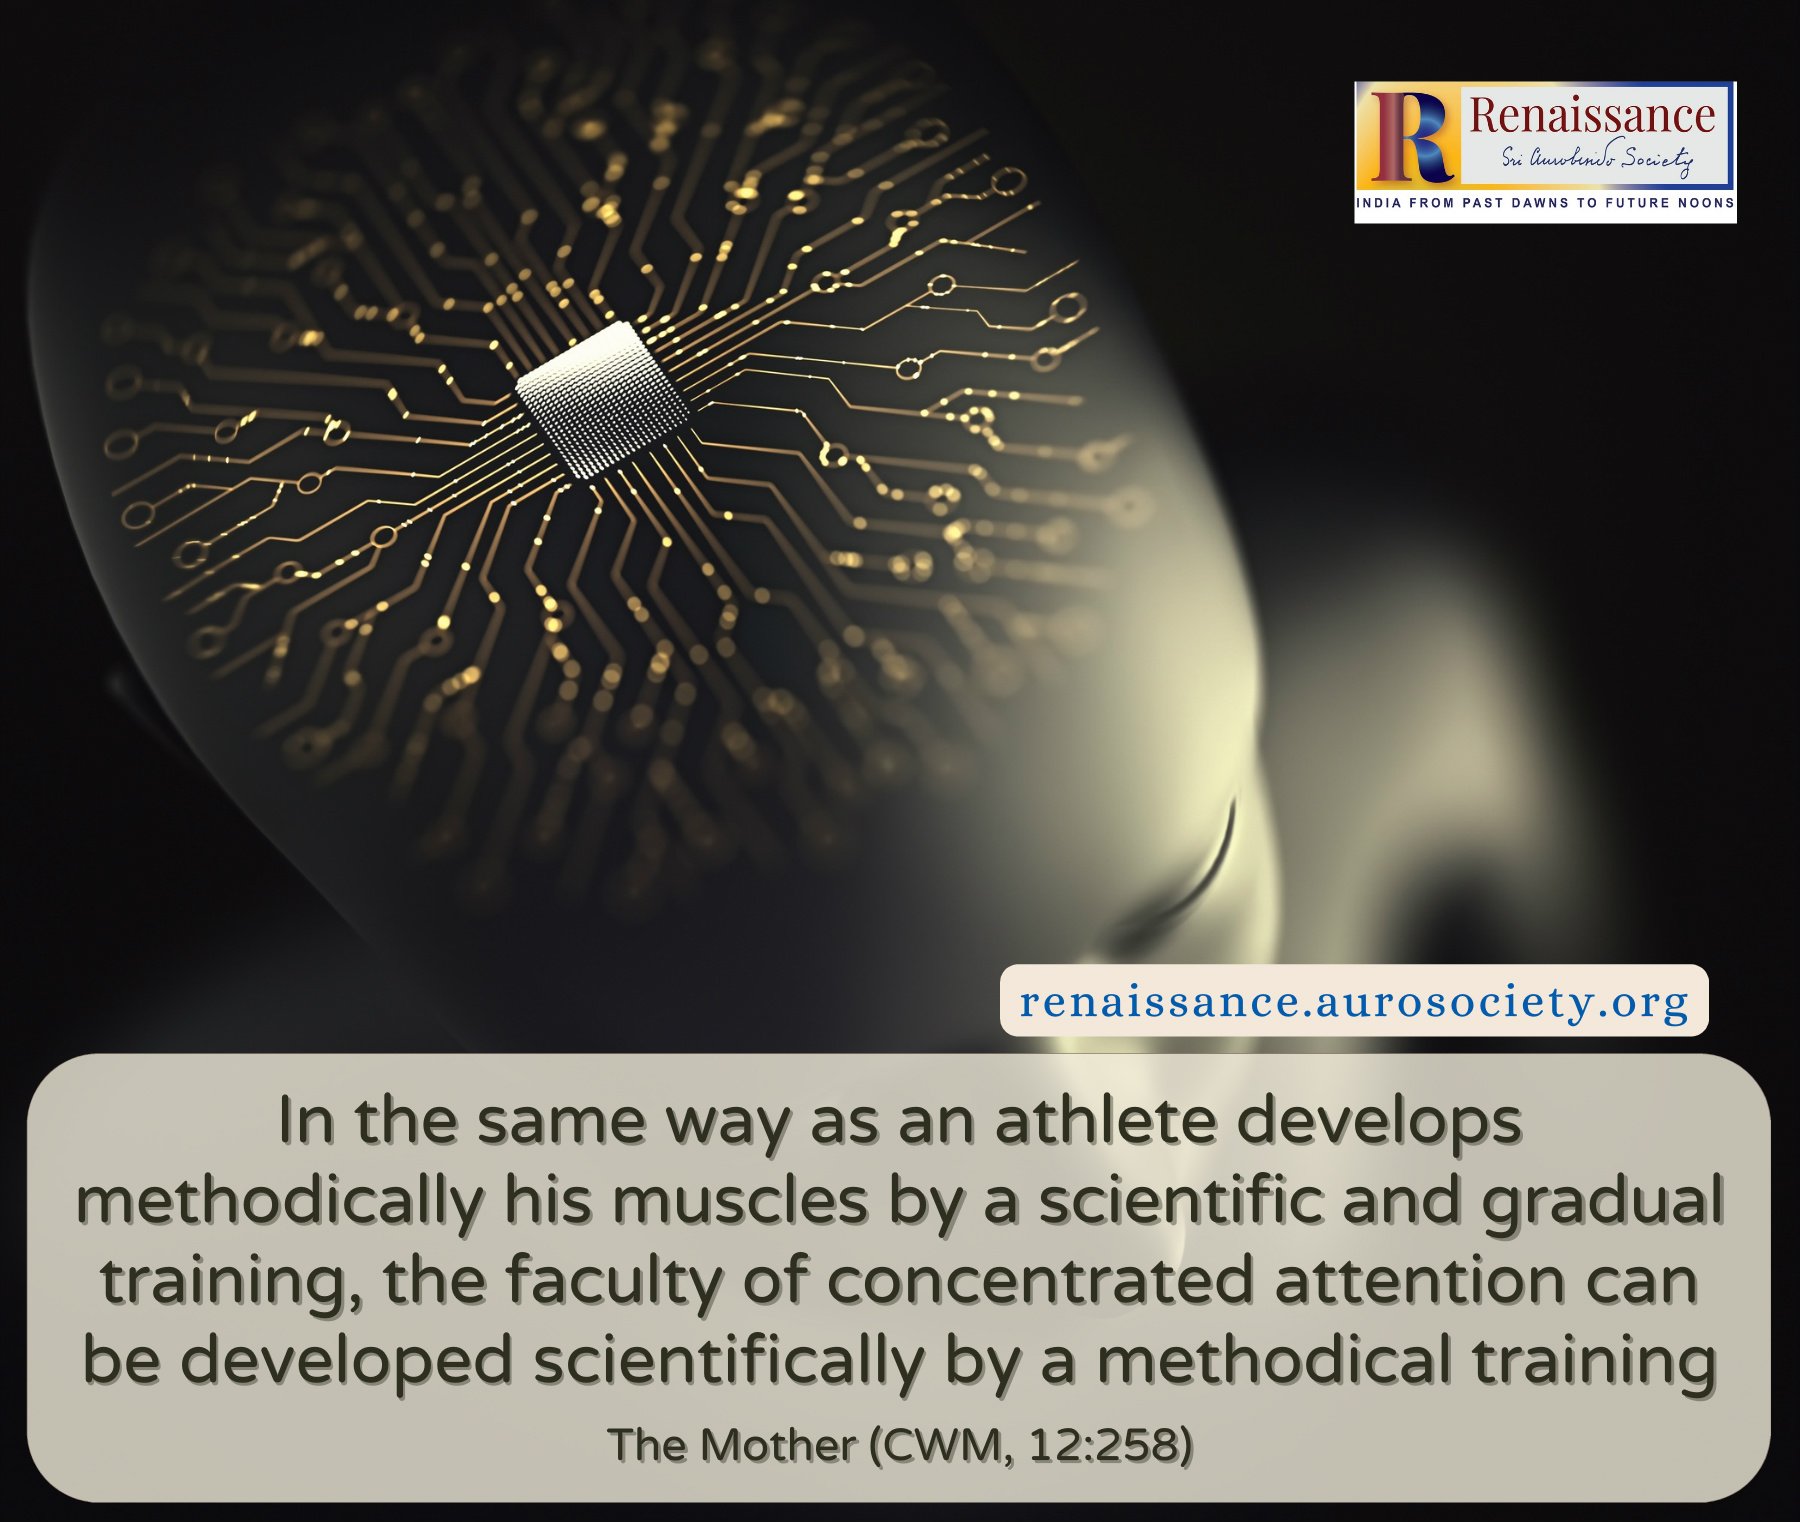 R Renaissance
Sri Aurobindo Society
INDIA FROM PAST DAWNS TO FUTURE NOONS
renaissance.aurosociety.org
In the same way as an athlete develops
methodically his muscles by a scientific and gradual
training, the faculty of concentrated attention can
be developed scientifically by a methodical training
The Mother (CWM, 12:258)